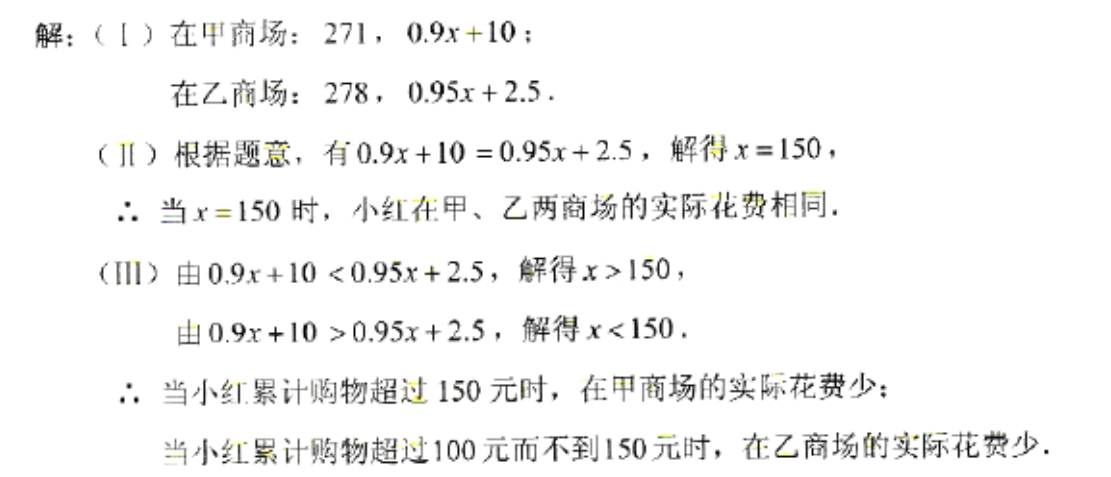 解:(Ⅰ)在甲商场: 271, 0.9x+10;
在乙商场: 278, 0.95x+2.5.
(Ⅱ)根据题意,有0.9x+10=0.95x+2.5,解得x=150,
∴ 当x=150时,小红在甲、乙两商场的实际花费相同.
(Ⅲ)由0.9x+10<0.95x+2.5,解得x>150,
由0.9x+10>0.95x+2.5,解得x<150.
∴ 当小红累计购物超过150元时,在甲商场的实际花费少;
当小红累计购物超过100元而不到150元时,在乙商场的实际花费少.